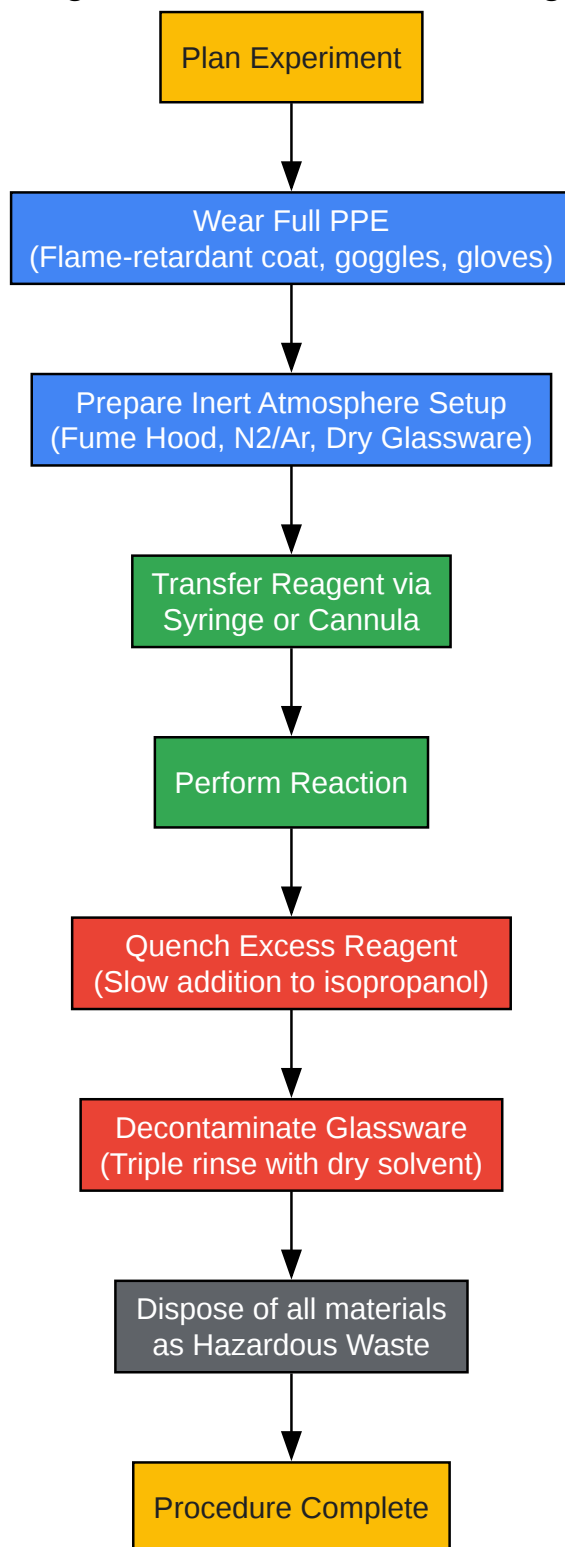 Plan Experiment
Wear Full PPE
(Flame-retardant coat, goggles, gloves)
Prepare Inert Atmosphere Setup
(Fume Hood, N2/Ar, Dry Glassware)
Transfer Reagent via
Syringe or Cannula
Perform Reaction
Quench Excess Reagent
(Slow addition to isopropanol)
Decontaminate Glassware
(Triple rinse with dry solvent)
Dispose of all materials
as Hazardous Waste
Procedure Complete